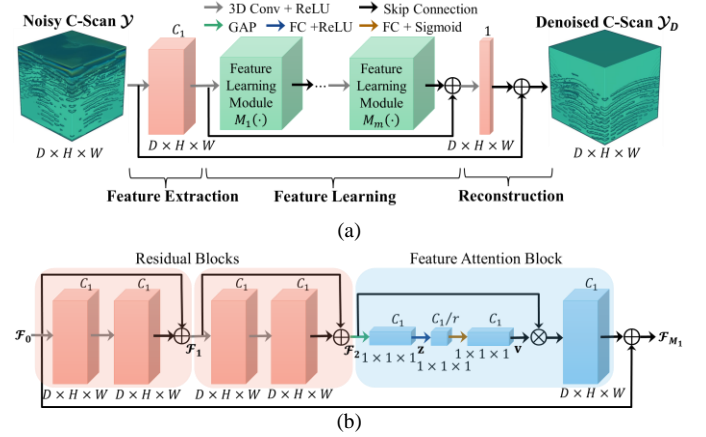 Noisy C-Scan 𝒴
C₁
3D Conv + ReLU
Skip Connection
GAP
FC +ReLU
FC + Sigmoid
1
Denoised C-Scan 𝒴_D
Feature
Learning
Module
M₁(·)
...
Feature
Learning
Module
Mₘ(·)
D × H × W
D × H × W
D × H × W
D × H × W
Feature Extraction
Feature Learning
Reconstruction
(a)
Residual Blocks
Feature Attention Block
C₁
C₁
C₁
C₁
C₁
C₁/r
C₁
C₁
ℱ₀
ℱ₁
ℱ₂
z
v
ℱ_M₁
1 × 1 × 1
1 × 1 × 1
1 × 1 × 1
D × H × W
D × H × W
D × H × W
D × H × W
D × H × W
(b)